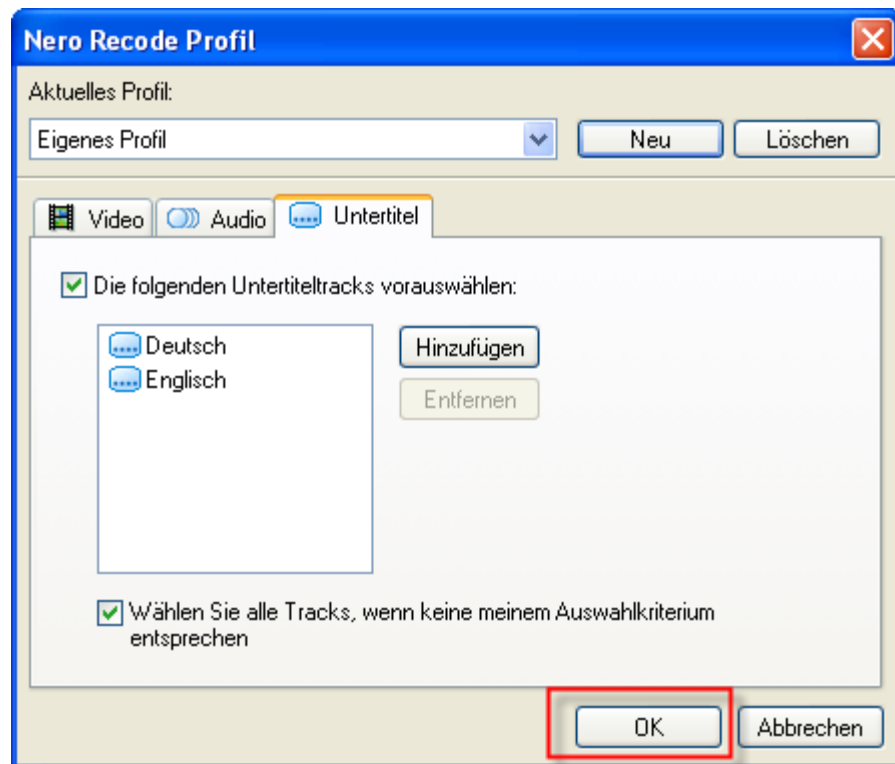 Nero Recode Profil
Aktuelles Profil:
Eigenes Profil
Neu
Löschen
Video
Audio
Untertitel
Die folgenden Untertiteltracks vorauswählen:
Deutsch
Englisch
Hinzufügen
Entfernen
Wählen Sie alle Tracks, wenn keine meinem Auswahlkriterium
entsprechen
OK
Abbrechen